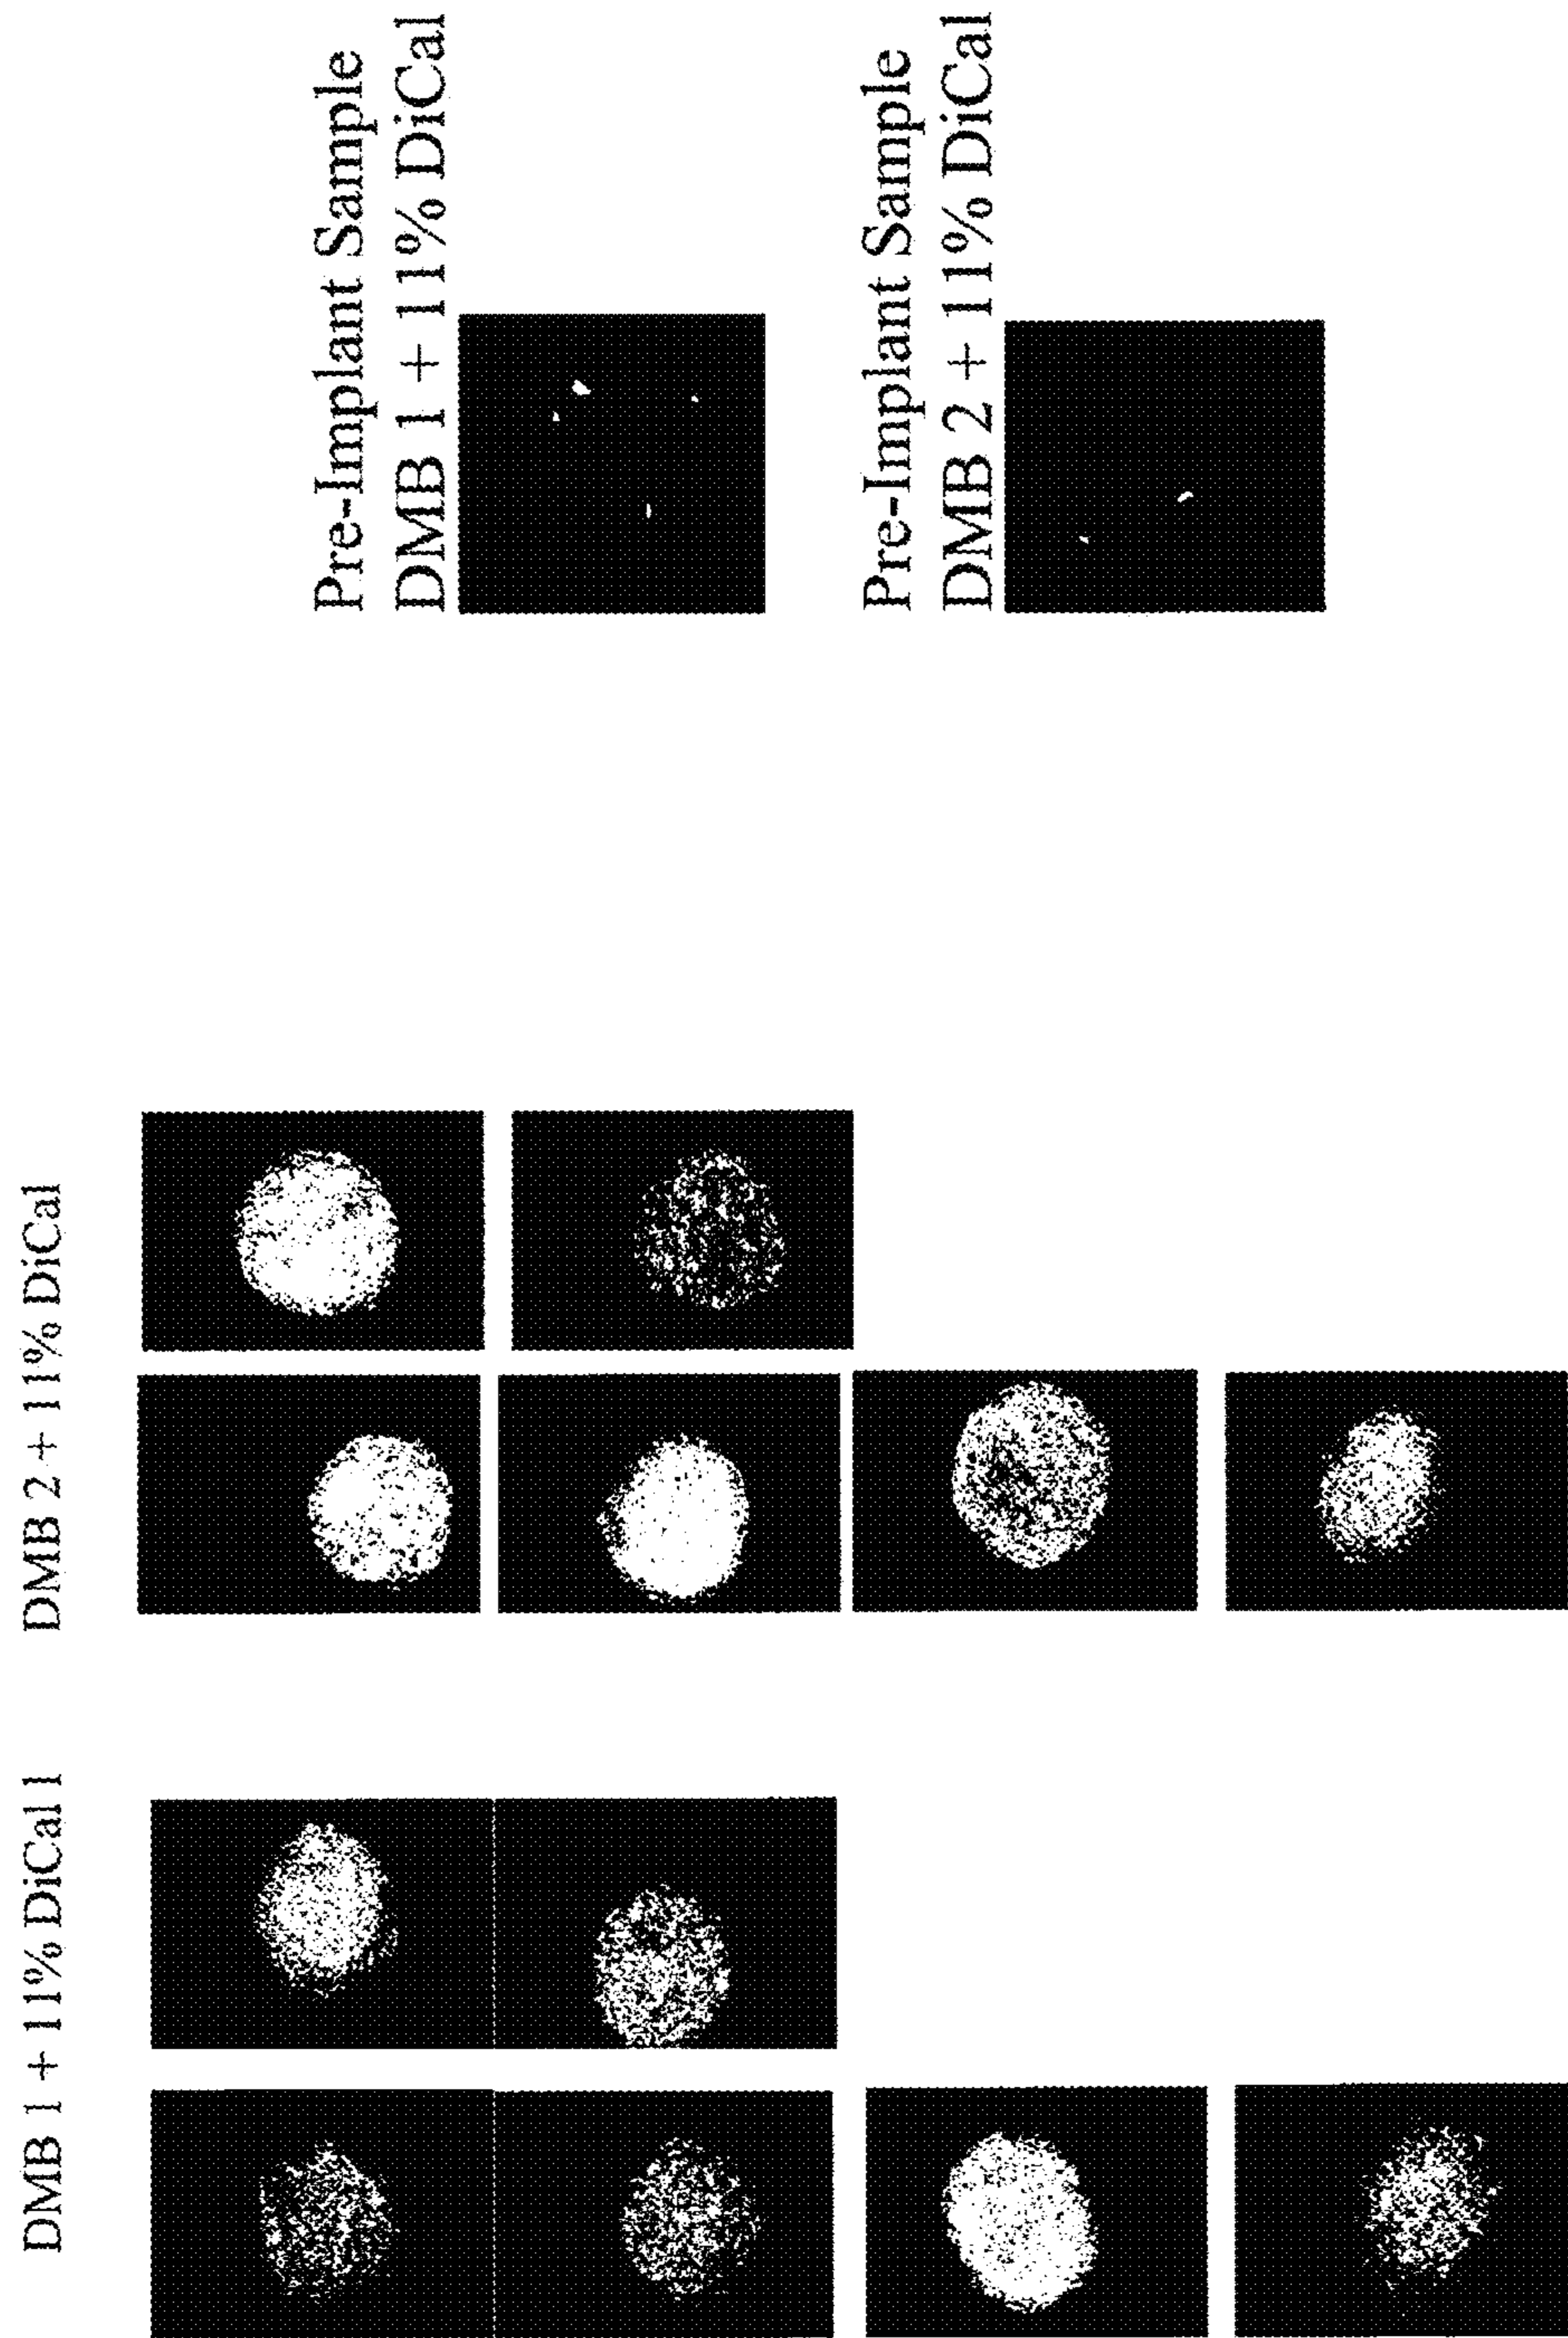 DMB 1 + 11% DiCal 1
DMB 2 + 11% DiCal
Pre-Implant Sample
DMB 1 + 11% DiCal
Pre-Implant Sample
DMB 2 + 11% DiCal